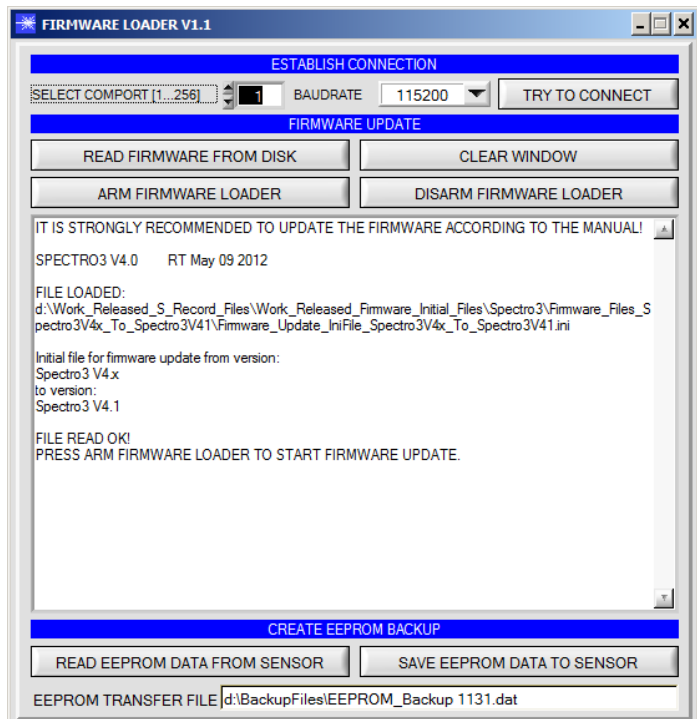 FIRMWARE LOADER V1.1
ESTABLISH CONNECTION
SELECT COMPORT [1...256] 1 BAUDRATE 115200 TRY TO CONNECT
FIRMWARE UPDATE
READ FIRMWARE FROM DISK CLEAR WINDOW
ARM FIRMWARE LOADER DISARM FIRMWARE LOADER
IT IS STRONGLY RECOMMENDED TO UPDATE THE FIRMWARE ACCORDING TO THE MANUAL!
SPECTRO3 V4.0 RT May 09 2012
FILE LOADED:
d:\Work_Released_S_Record_Files\Work_Released_Firmware_Initial_Files\Spectro3\Firmware_Files_S
pectro3V4x_To_Spectro3V41\Firmware_Update_IniFile_Spectro3V4x_To_Spectro3V41.ini
Initial file for firmware update from version:
Spectro3 V4.x
to version:
Spectro3 V4.1
FILE READ OK!
PRESS ARM FIRMWARE LOADER TO START FIRMWARE UPDATE.
CREATE EEPROM BACKUP
READ EEPROM DATA FROM SENSOR SAVE EEPROM DATA TO SENSOR
EEPROM TRANSFER FILE d:\BackupFiles\EEPROM_Backup 1131.dat